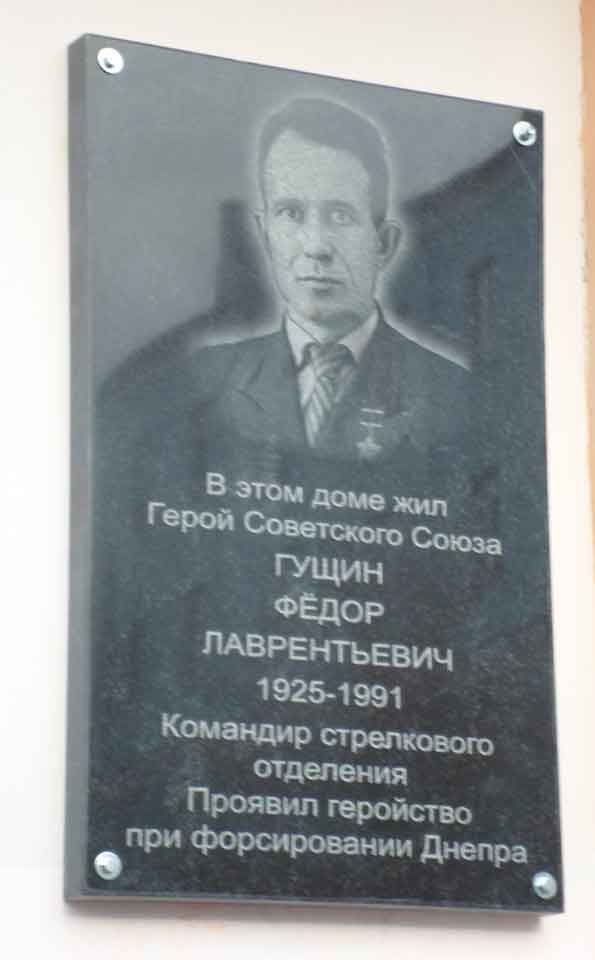 В этом доме жил
Герой Советского Союза
ГУЩИН
ФЁДОР
ЛАВРЕНТЬЕВИЧ
1925-1991
Командир стрелкового
отделения
Проявил геройство
при форсировании Днепра